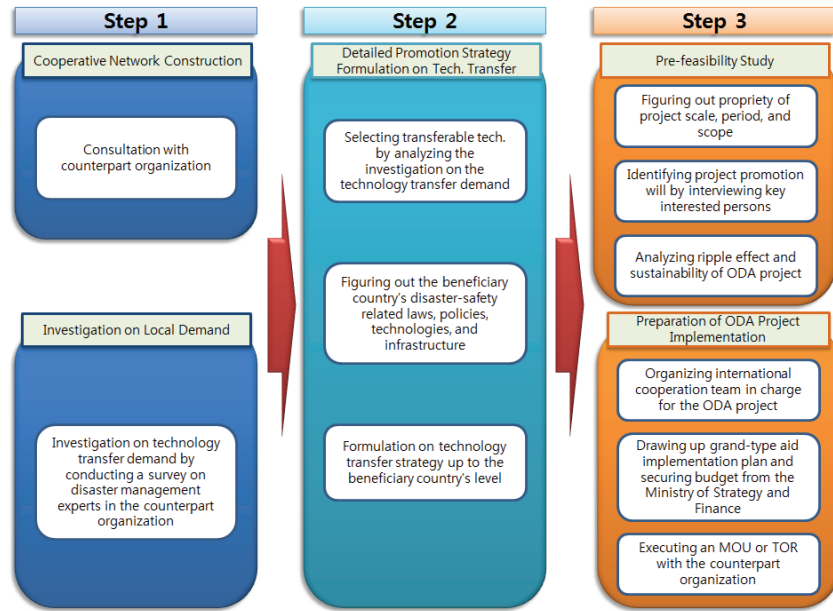 Step 1
Cooperative Network Construction
Consultation with
counterpart organization
Investigation on Local Demand
Investigation on technology
transfer demand by
conducting a survey on
disaster management
experts in the counterpart
organization
Step 2
Detailed Promotion Strategy
Formulation on Tech. Transfer
Selecting transferable tech.
by analyzing the
investigation on the
technology transfer demand
Figuring out the beneficiary
country's disaster-safety
related laws, policies,
technologies, and
infrastructure
Formulation on technology
transfer strategy up to the
beneficiary country's level
Step 3
Pre-feasibility Study
Figuring out propriety of
project scale, period, and
scope
Identifying project promotion
will by interviewing key
interested persons
Analyzing ripple effect and
sustainability of ODA project
Preparation of ODA Project
Implementation
Organizing international
cooperation team in charge
for the ODA project
Drawing up grand-type aid
implementation plan and
securing budget from the
Ministry of Strategy and
Finance
Executing an MOU or TOR
with the counterpart
organization